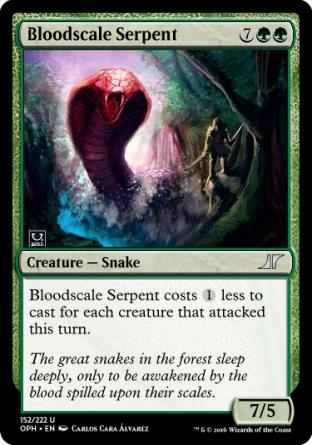 Bloodscale Serpent 7
Creature — Snake
Bloodscale Serpent costs 1 less to
cast for each creature that attacked
this turn.
The great snakes in the forest sleep
deeply, only to be awakened by the
blood spilled upon their scales.
7/5
152/222 U
OPH • EN CARLOS CARA ÁLVAREZ
™ & © 2016 Wizards of the Coast